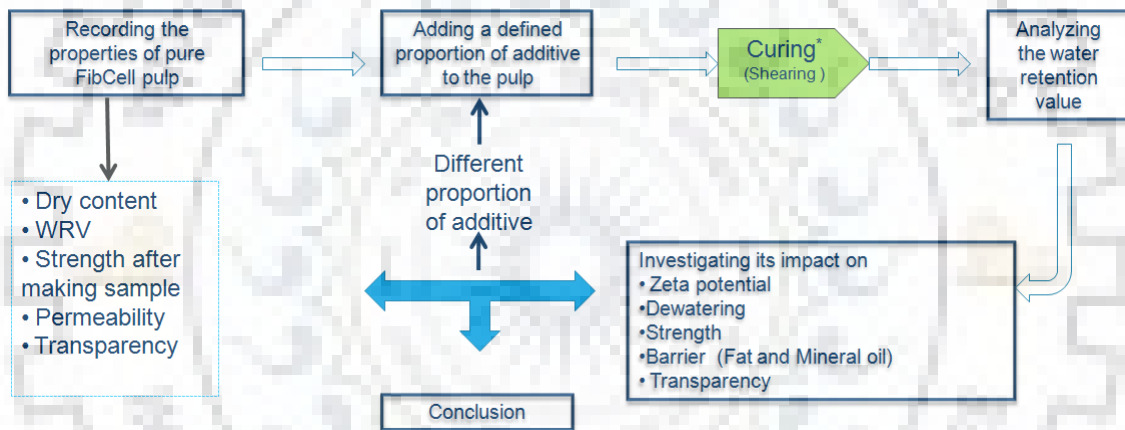 Recording the
properties of pure
FibCell pulp
Adding a defined
proportion of additive
to the pulp
Curing*
(Shearing )
Analyzing
the water
retention
value
• Dry content
• WRV
• Strength after
making sample
• Permeability
• Transparency
Different
proportion
of additive
Investigating its impact on
• Zeta potential
•Dewatering
•Strength
•Barrier (Fat and Mineral oil)
• Transparency
Conclusion